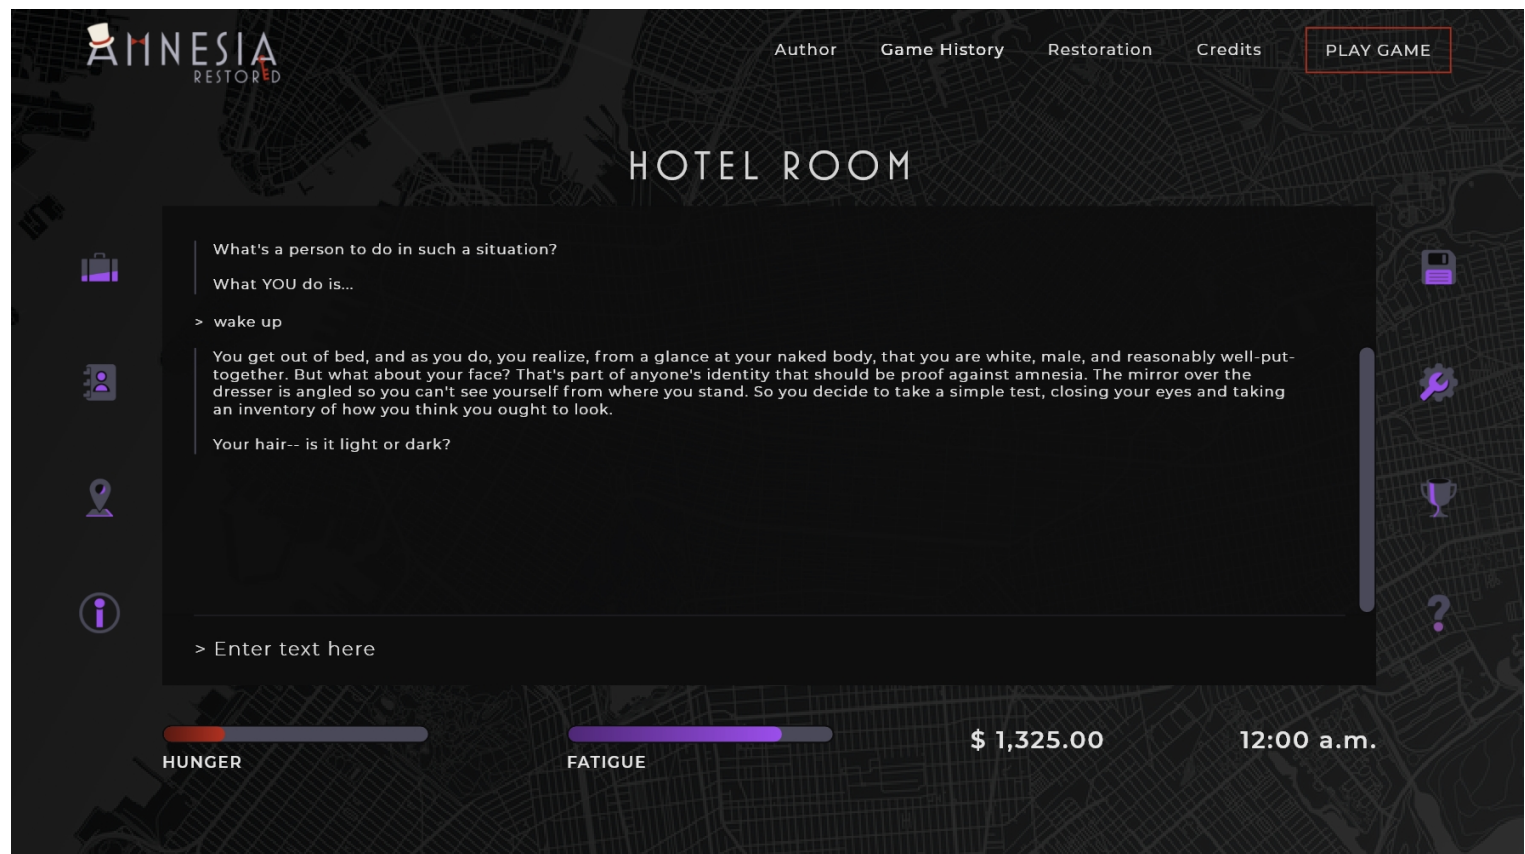 AMNESIA
RESTORED
Author Game History Restoration Credits PLAY GAME
HOTEL ROOM
What's a person to do in such a situation?
What YOU do is...
> wake up
You get out of bed, and as you do, you realize, from a glance at your naked body, that you are white, male, and reasonably well-put-
together. But what about your face? That's part of anyone's identity that should be proof against amnesia. The mirror over the
dresser is angled so you can't see yourself from where you stand. So you decide to take a simple test, closing your eyes and taking
an inventory of how you think you ought to look.
Your hair-- is it light or dark?
> Enter text here
$ 1,325.00 12:00 a.m.
HUNGER FATIGUE